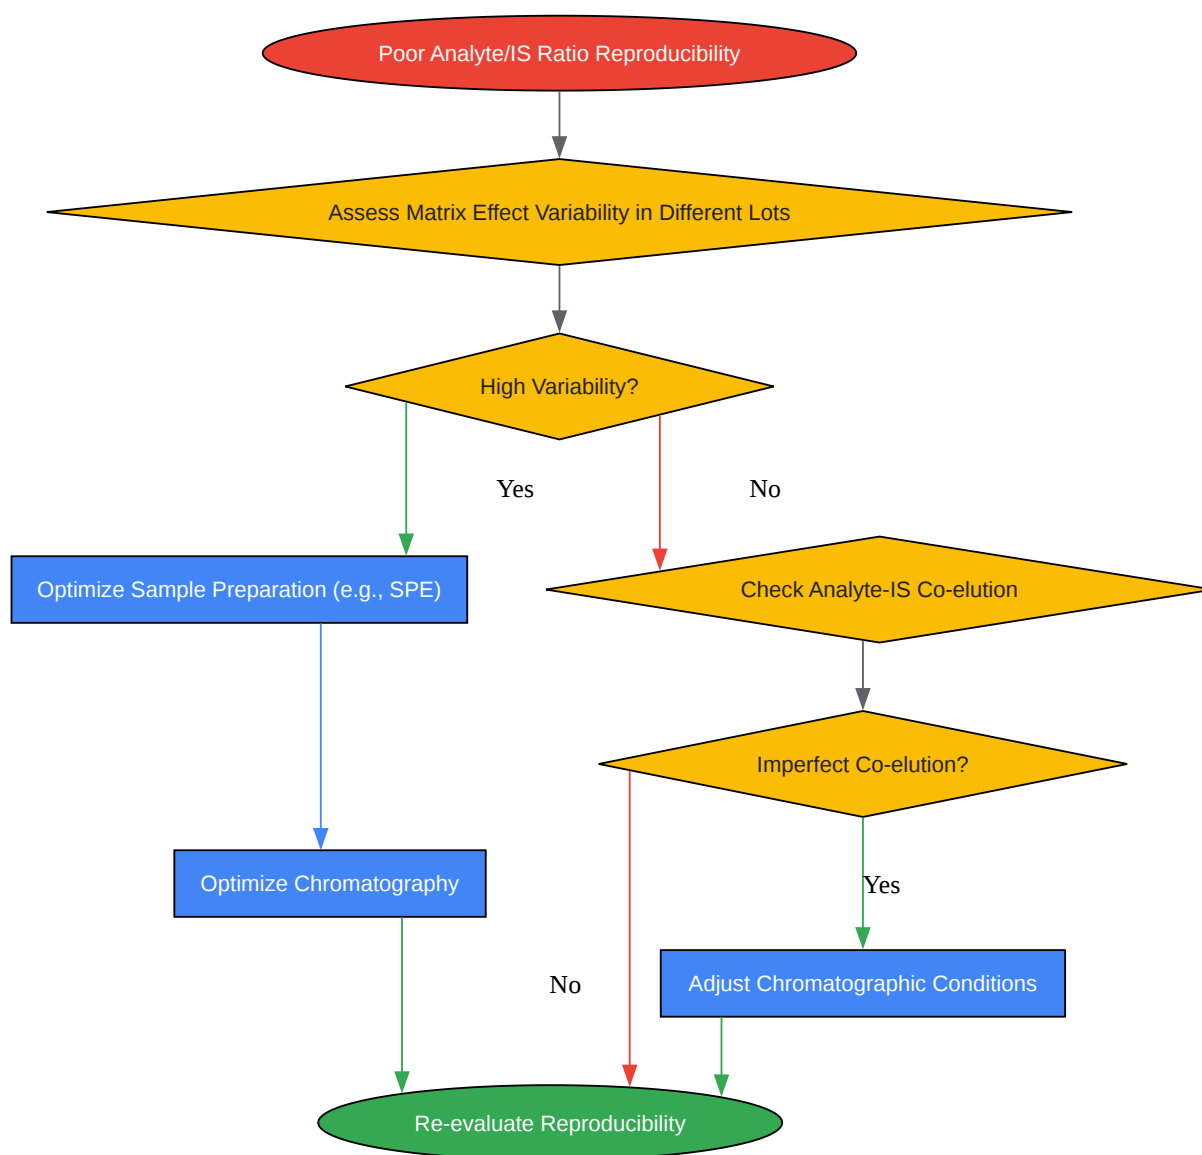 Poor Analyte/IS Ratio Reproducibility
Assess Matrix Effect Variability in Different Lots
High Variability?
Yes
No
Optimize Sample Preparation (e.g., SPE)
Check Analyte-IS Co-elution
Imperfect Co-elution?
Optimize Chromatography
Yes
No
Adjust Chromatographic Conditions
Re-evaluate Reproducibility